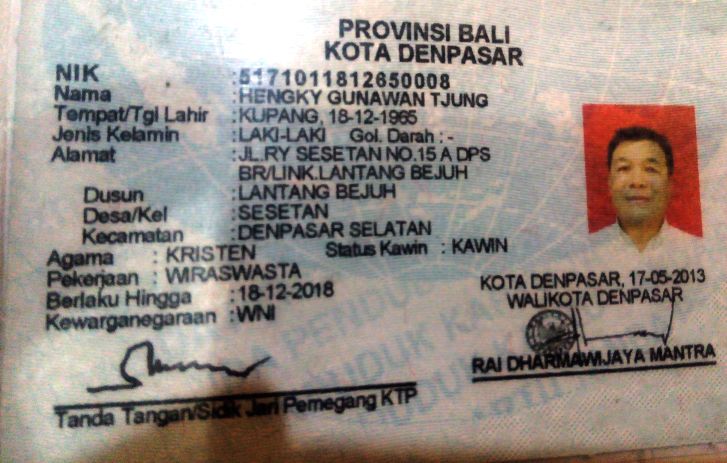 PROVINSI BALI
KOTA DENPASAR
NIK :5171011812650008
Nama :HENGKY GUNAWAN TJUNG
Tempat/Tgl Lahir :KUPANG, 18-12-1965
Jenis Kelamin :LAKI-LAKI Gol. Darah : -
Alamat :JL.RY SESETAN NO.15 A DPS
BR/LINK.LANTANG BEJUH
Dusun :LANTANG BEJUH
Desa/Kel :SESETAN
Kecamatan :DENPASAR SELATAN
Agama : KRISTEN Status Kawin : KAWIN
Pekerjaan : WIRASWASTA
Berlaku Hingga :18-12-2018
Kewarganegaraan :WNI
KOTA DENPASAR, 17-05-2013
WALIKOTA DENPASAR
RAI DHARMAWIJAYA MANTRA
Tanda Tangan/Sidik Jari Pemegang KTP